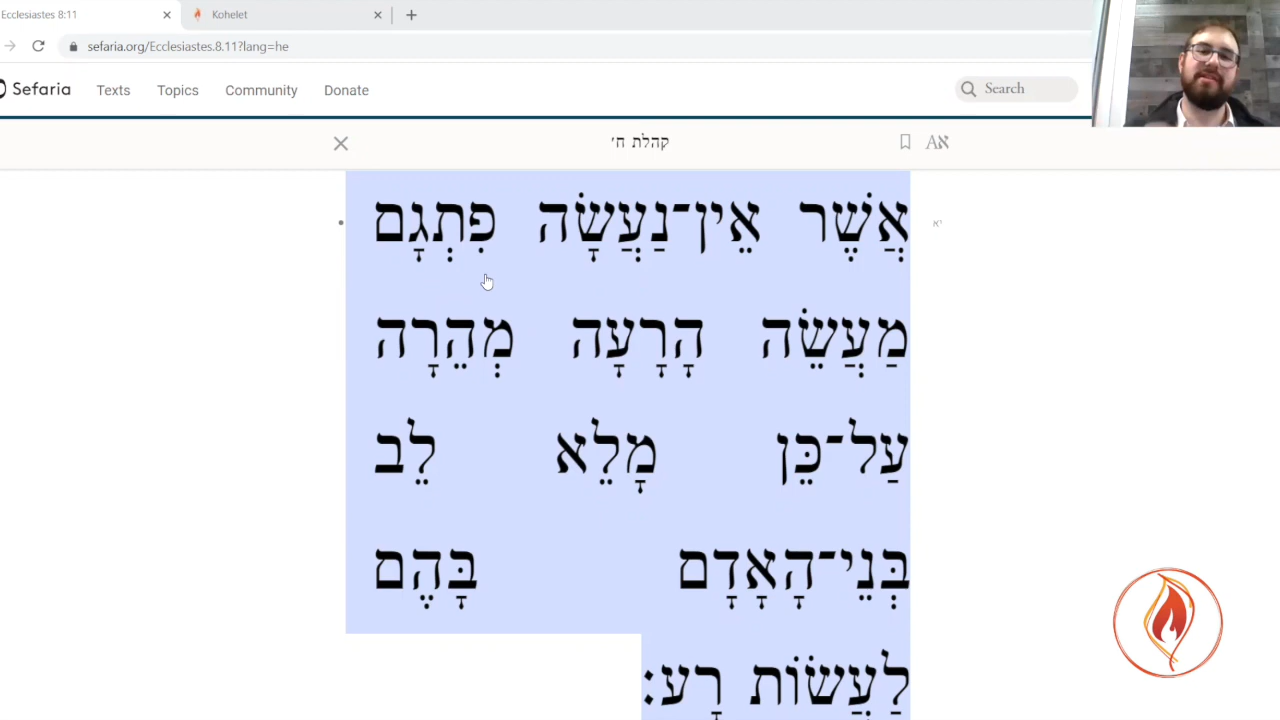 Ecclesiastes 8:11
Kohelet
sefaria.org/Ecclesiastes.8.11?lang=he
Sefaria Texts Topics Community Donate Search
קהלת ח׳
יא
אֲשֶׁר אֵין־נַעֲשָׂה פִתְגָם
מַעֲשֵׂה הָרָעָה מְהֵרָה
עַל־כֵּן מָלֵא לֵב
בְּנֵי־הָאָדָם בָּהֶם
לַעֲשׂוֹת רָע׃